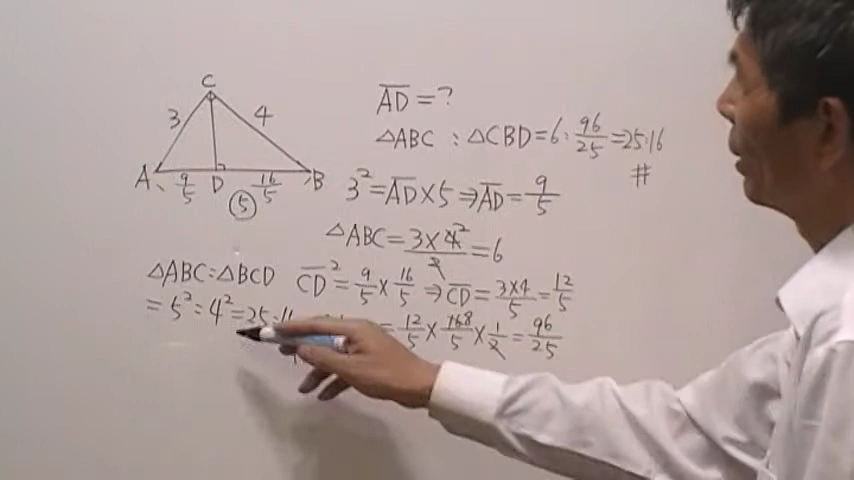 C
3
4
A
9/5
D
16/5
B
5
AD = ?
△ABC : △CBD = 6 : 96/25 = 25 : 16
#
3² = AD × 5 ⇒ AD = 9/5
△ABC = 3 × 4²/2 = 6
△ABC : △BCD
= 5² : 4² = 25 : 16
CD² = 9/5 × 16/5 ⇒ CD = 3×4/5 = 12/5
= 12/5 × 168/5 × 1/2 = 96/25